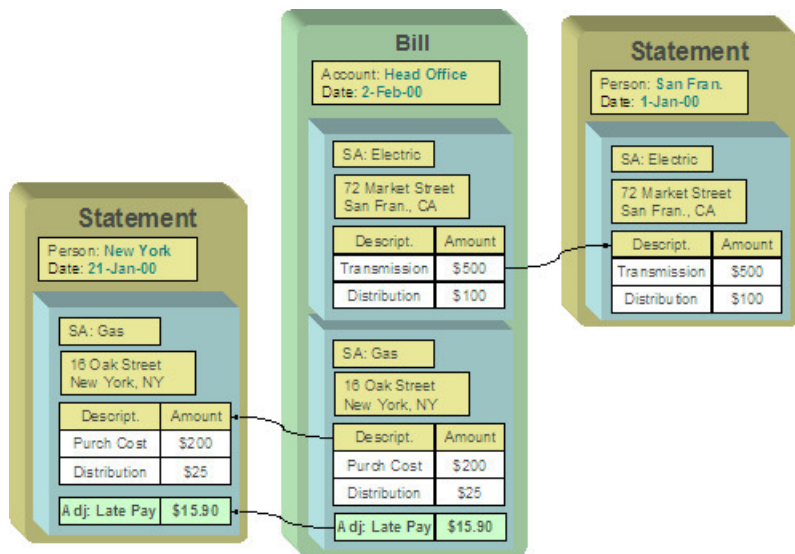 Statement
Person: New York
Date: 21-Jan-00
SA: Gas
16 Oak Street
New York, NY
Descript. Amount
Purch Cost $200
Distribution $25
Adj: Late Pay $15.90
Bill
Account: Head Office
Date: 2-Feb-00
SA: Electric
72 Market Street
San Fran., CA
Descript. Amount
Transmission $500
Distribution $100
SA: Gas
16 Oak Street
New York, NY
Descript. Amount
Purch Cost $200
Distribution $25
Adj: Late Pay $15.90
Statement
Person: San Fran.
Date: 1-Jan-00
SA: Electric
72 Market Street
San Fran., CA
Descript. Amount
Transmission $500
Distribution $100